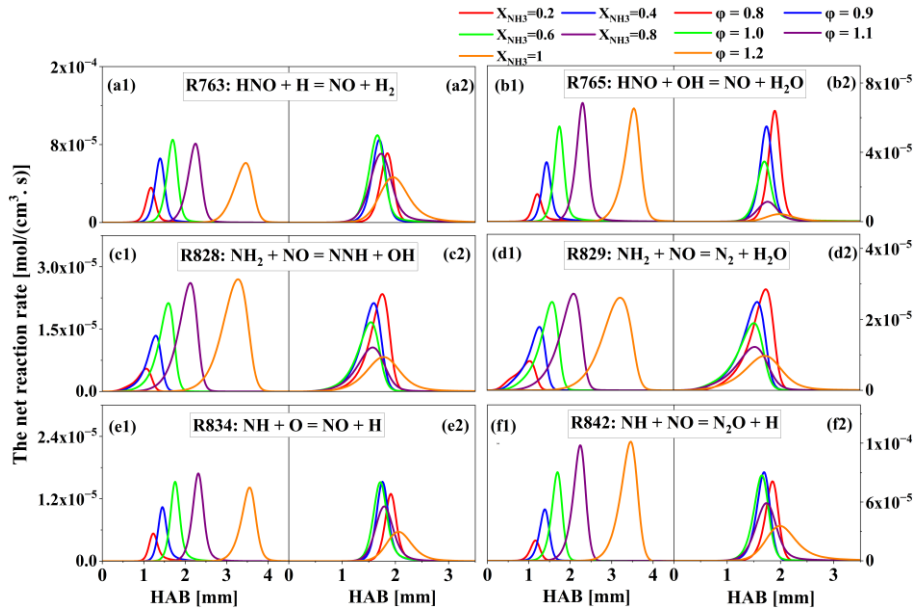 X_NH3=0.2 X_NH3=0.4 φ = 0.8 φ = 0.9
X_NH3=0.6 X_NH3=0.8 φ = 1.0 φ = 1.1
X_NH3=1 φ = 1.2
The net reaction rate [mol/(cm³. s)]
2x10⁻⁴
8x10⁻⁵
0
(a1) R763: HNO + H = NO + H₂ (a2)
(b1) R765: HNO + OH = NO + H₂O (b2)
8x10⁻⁵
4x10⁻⁵
0
3.0x10⁻⁵
1.5x10⁻⁵
0.0
(c1) R828: NH₂ + NO = NNH + OH (c2)
(d1) R829: NH₂ + NO = N₂ + H₂O (d2)
4x10⁻⁵
2x10⁻⁵
0
2.4x10⁻⁵
1.2x10⁻⁵
0.0
(e1) R834: NH + O = NO + H (e2)
(f1) R842: NH + NO = N₂O + H (f2)
1x10⁻⁴
6x10⁻⁵
0
0 1 2 3 4 0 1 2 3 0 1 2 3 4 0 1 2 3
HAB [mm] HAB [mm] HAB [mm] HAB [mm]